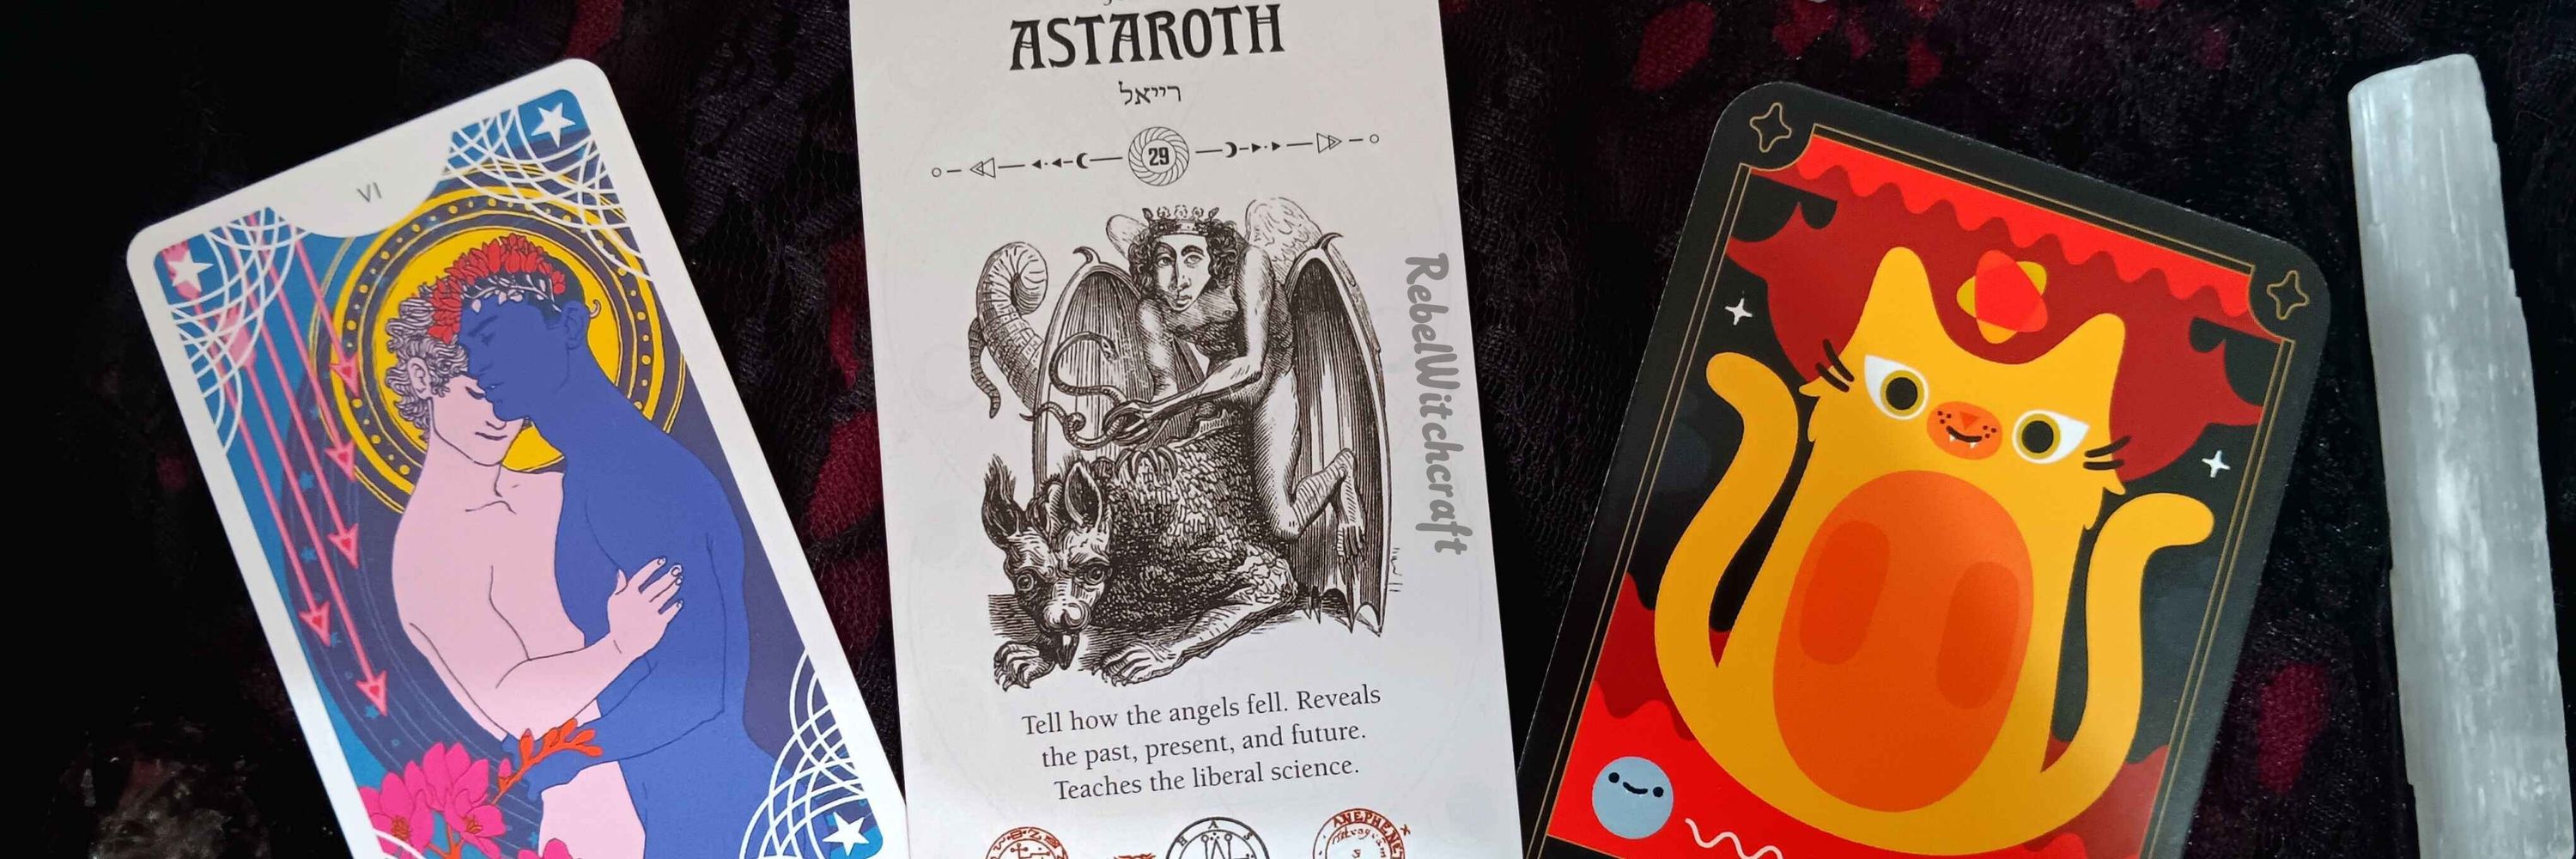 VI
ASTAROTH
רייאל
29
RebelWitchcraft
Tell how the angels fell. Reveals
the past, present, and future.
Teaches the liberal science.